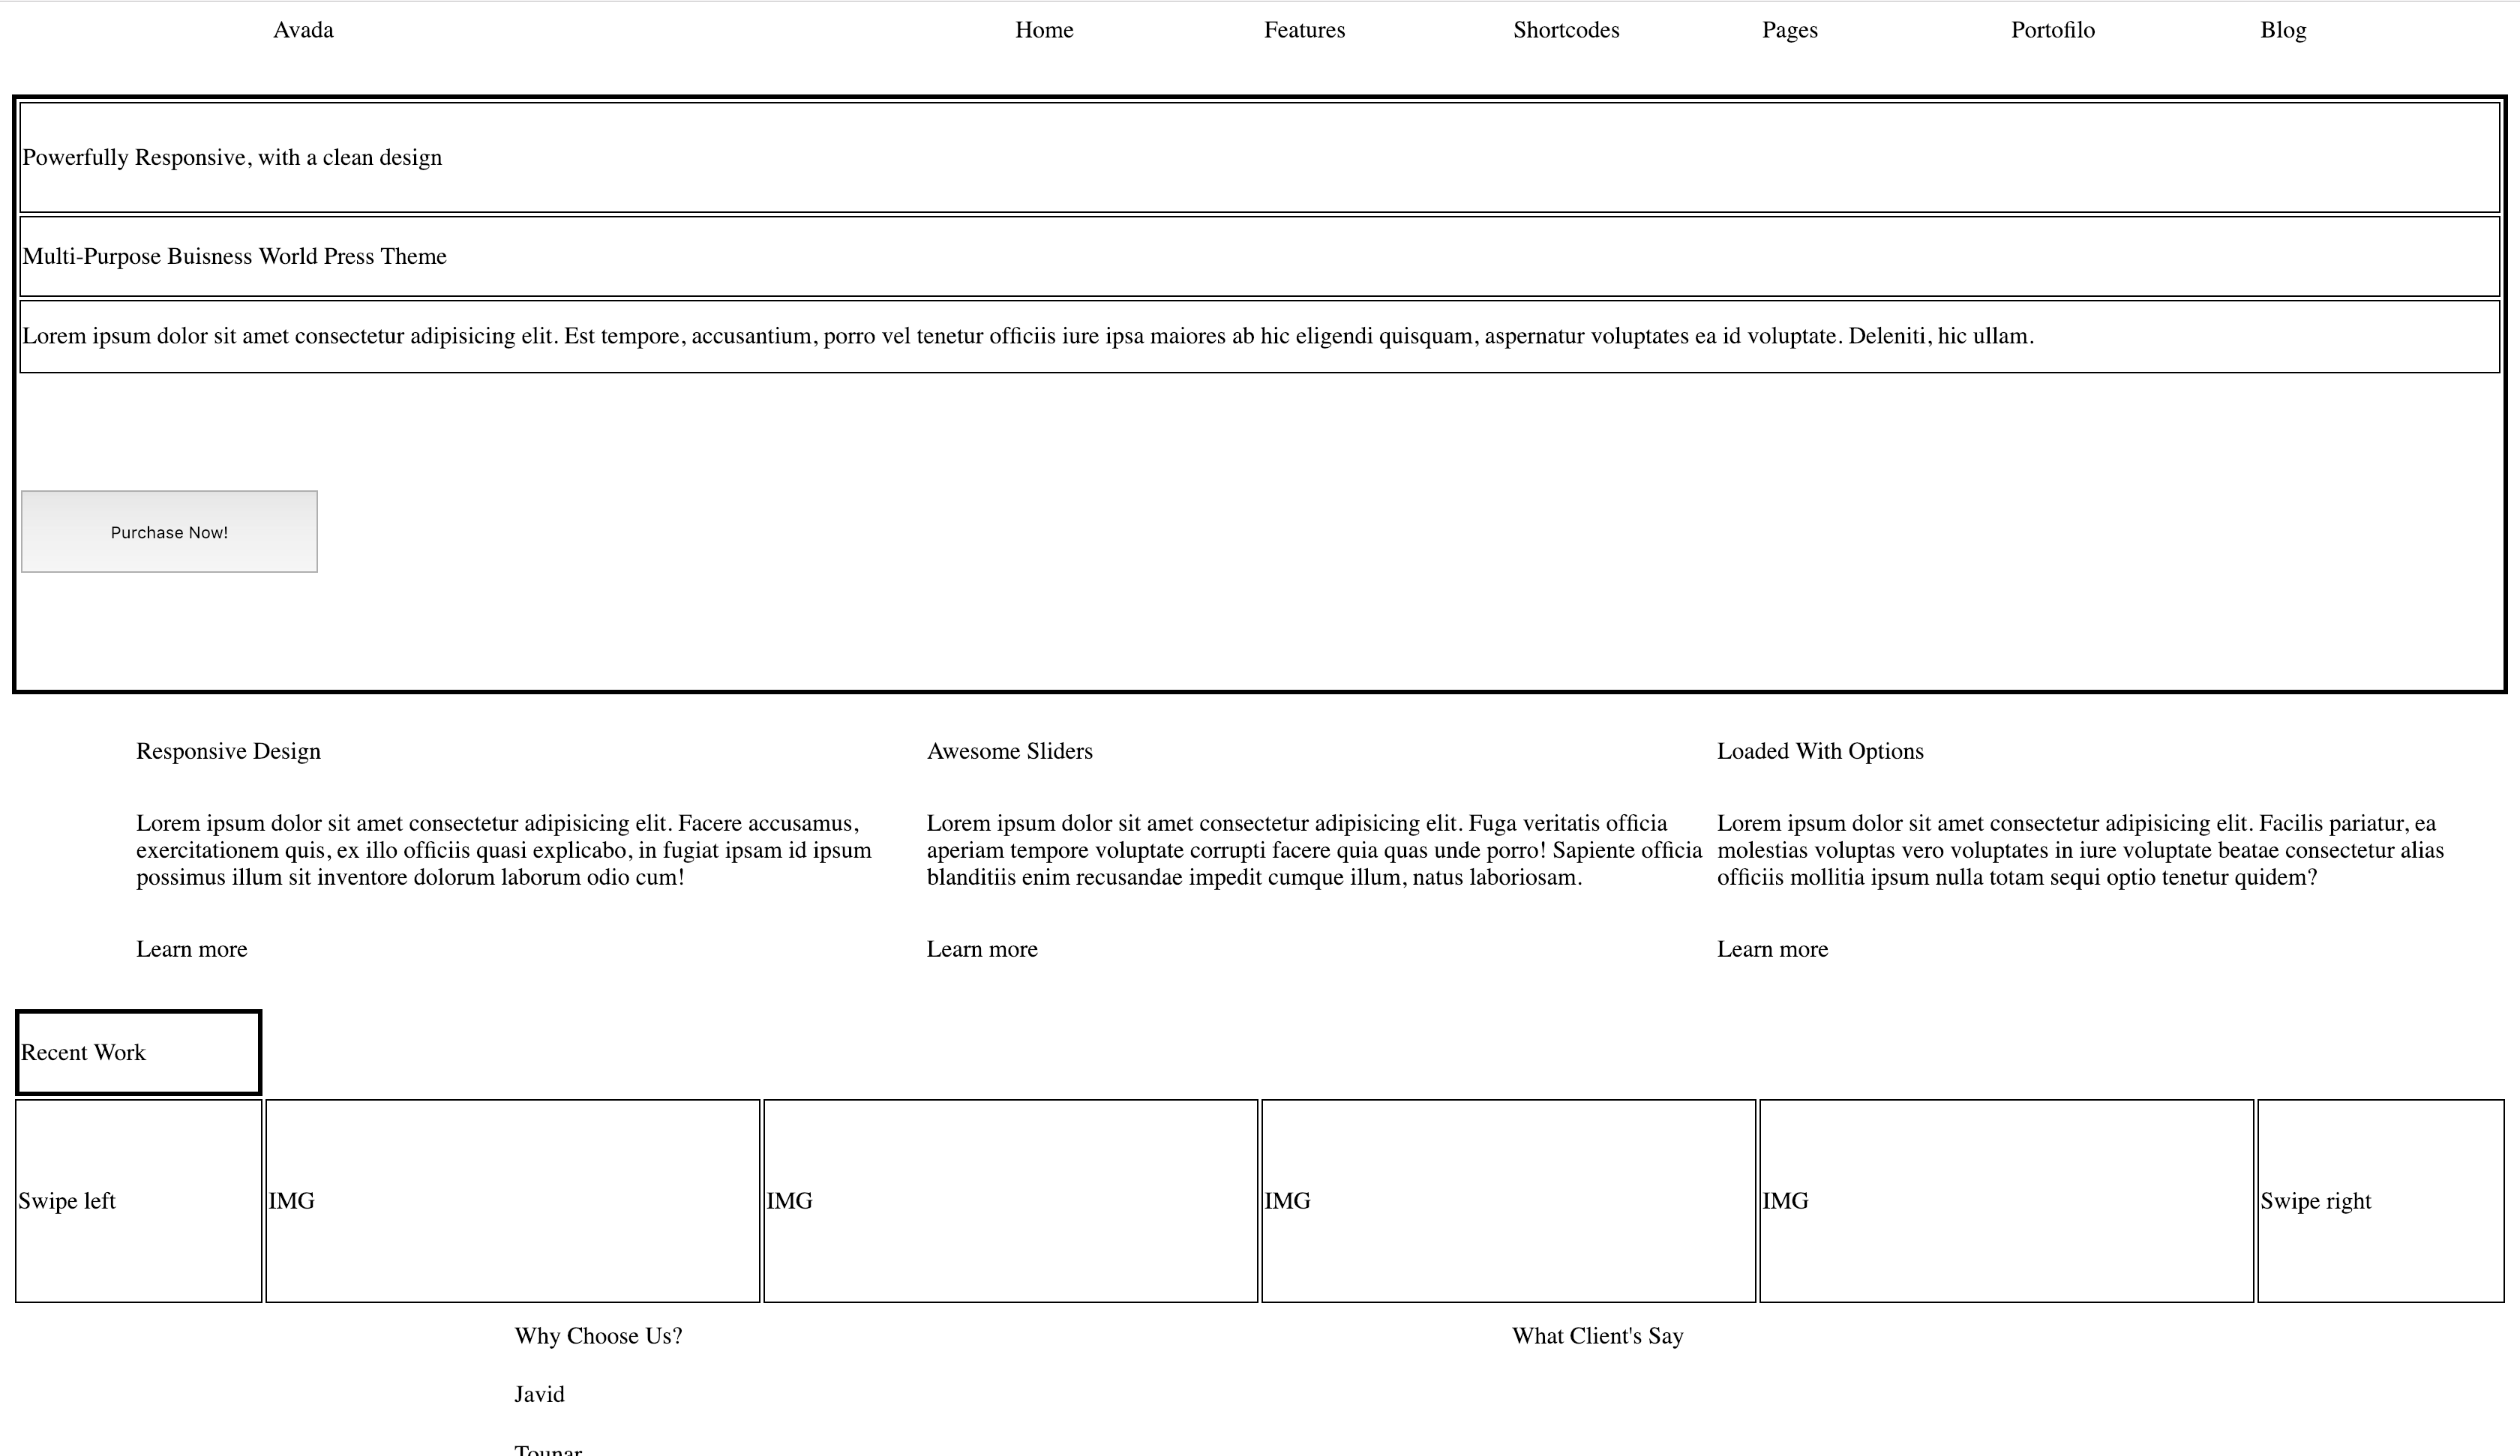 Avada Home Features Shortcodes Pages Portofilo Blog
Powerfully Responsive, with a clean design
Multi-Purpose Buisness World Press Theme
Lorem ipsum dolor sit amet consectetur adipisicing elit. Est tempore, accusantium, porro vel tenetur officiis iure ipsa maiores ab hic eligendi quisquam, aspernatur voluptates ea id voluptate. Deleniti, hic ullam.
Purchase Now!
Responsive Design
Lorem ipsum dolor sit amet consectetur adipisicing elit. Facere accusamus,
exercitationem quis, ex illo officiis quasi explicabo, in fugiat ipsam id ipsum
possimus illum sit inventore dolorum laborum odio cum!
Learn more
Awesome Sliders
Lorem ipsum dolor sit amet consectetur adipisicing elit. Fuga veritatis officia
aperiam tempore voluptate corrupti facere quia quas unde porro! Sapiente officia
blanditiis enim recusandae impedit cumque illum, natus laboriosam.
Learn more
Loaded With Options
Lorem ipsum dolor sit amet consectetur adipisicing elit. Facilis pariatur, ea
molestias voluptas vero voluptates in iure voluptate beatae consectetur alias
officiis mollitia ipsum nulla totam sequi optio tenetur quidem?
Learn more
Recent Work
Swipe left IMG IMG IMG IMG Swipe right
Why Choose Us?
Javid
Tounar
What Client's Say